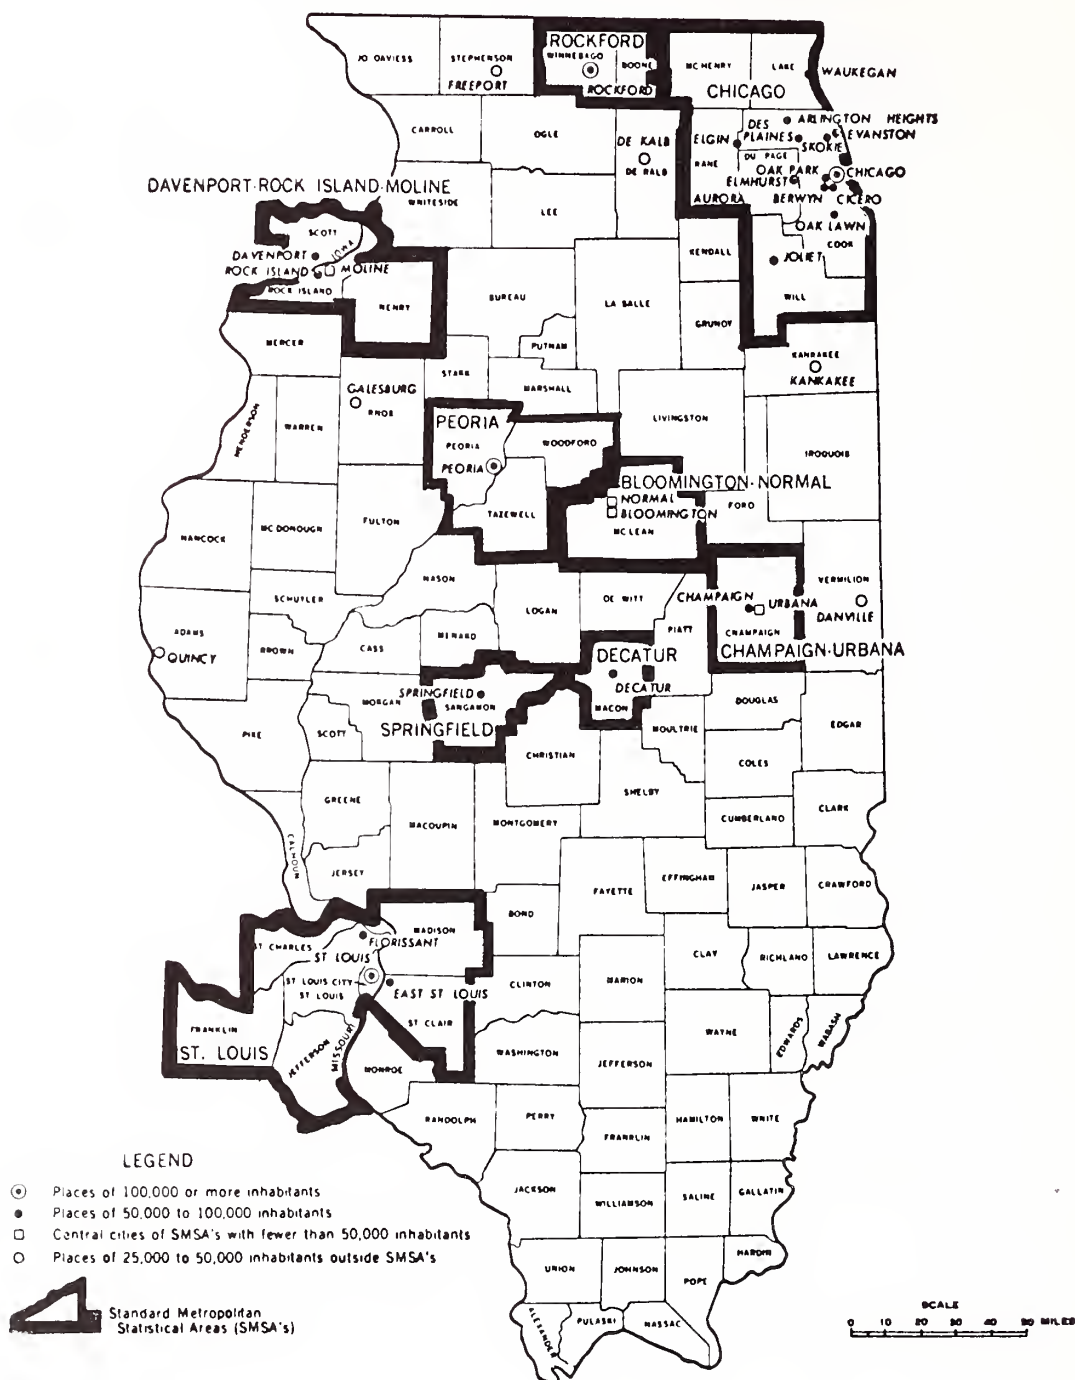 ROCKFORD
JO DAVIESS
STEPHENSON
WINNEBAGO
BOONE
MC HENRY
LAKE
WAUKEGAN
FREEPORT
ROCKFORD
CHICAGO
CARROLL
OGLE
DE KALB
DE KALB
ELGIN
KANE
DES
PLAINES
ARLINGTON HEIGHTS
EVANSTON
SKOKIE
DU PAGE
OAK PARK
CHICAGO
ELMHURST
AURORA
BERWYN
CICERO
OAK LAWN
COOK
DAVENPORT-ROCK ISLAND-MOLINE
WHITESIDE
LEE
SCOTT
IOWA
DAVENPORT
ROCK ISLAND
MOLINE
ROCK ISLAND
HENRY
BUREAU
LA SALLE
KENDALL
GRUNDY
JOLIET
WILL
MERCER
PUTNAM
KANKAKEE
KANKAKEE
STARK
MARSHALL
GALESBURG
KNOX
HENDERSON
WARREN
PEORIA
PEORIA
PEORIA
WOODFORD
LIVINGSTON
IROQUOIS
BLOOMINGTON-NORMAL
NORMAL
BLOOMINGTON
MC LEAN
FORD
TAZEWELL
FULTON
HANCOCK
MC DONOUGH
MASON
SCHUYLER
LOGAN
DE WITT
CHAMPAIGN
URBANA
CHAMPAIGN
CHAMPAIGN-URBANA
VERMILION
DANVILLE
PIATT
ADAMS
QUINCY
BROWN
CASS
MENARD
DECATUR
DECATUR
MACON
SPRINGFIELD
SANGAMON
SPRINGFIELD
MORGAN
SCOTT
PIKE
CHRISTIAN
MOULTRIE
DOUGLAS
EDGAR
COLES
SHELBY
GREENE
MACOUPIN
MONTGOMERY
CUMBERLAND
CLARK
CALHOUN
JERSEY
FAYETTE
EFFINGHAM
JASPER
CRAWFORD
BOND
MADISON
FLORISSANT
ST CHARLES
ST LOUIS
ST LOUIS CITY
ST LOUIS
EAST ST LOUIS
ST CLAIR
CLINTON
MARION
CLAY
RICHLAND
LAWRENCE
FRANKLIN
ST. LOUIS
JEFFERSON
MISSOURI
MONROE
WASHINGTON
JEFFERSON
WAYNE
EDWARDS
WABASH
RANDOLPH
PERRY
FRANKLIN
HAMILTON
WHITE
JACKSON
WILLIAMSON
SALINE
GALLATIN
UNION
JOHNSON
POPE
HARDIN
ALEXANDER
PULASKI
MASSAC
LEGEND
Places of 100,000 or more inhabitants
Places of 50,000 to 100,000 inhabitants
Central cities of SMSA's with fewer than 50,000 inhabitants
Places of 25,000 to 50,000 inhabitants outside SMSA's
Standard Metropolitan
Statistical Areas (SMSA's)
SCALE
0 10 20 30 40 50 MILES